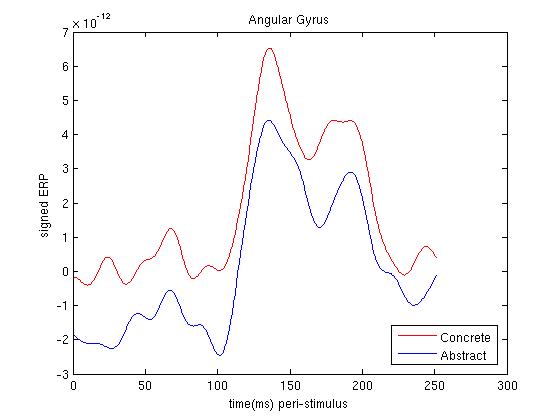 Angular Gyrus
×10^-12
7
6
5
4
3
2
1
0
-1
-2
-3
signed ERP
0 50 100 150 200 250 300
time(ms) peri-stimulus
Concrete
Abstract